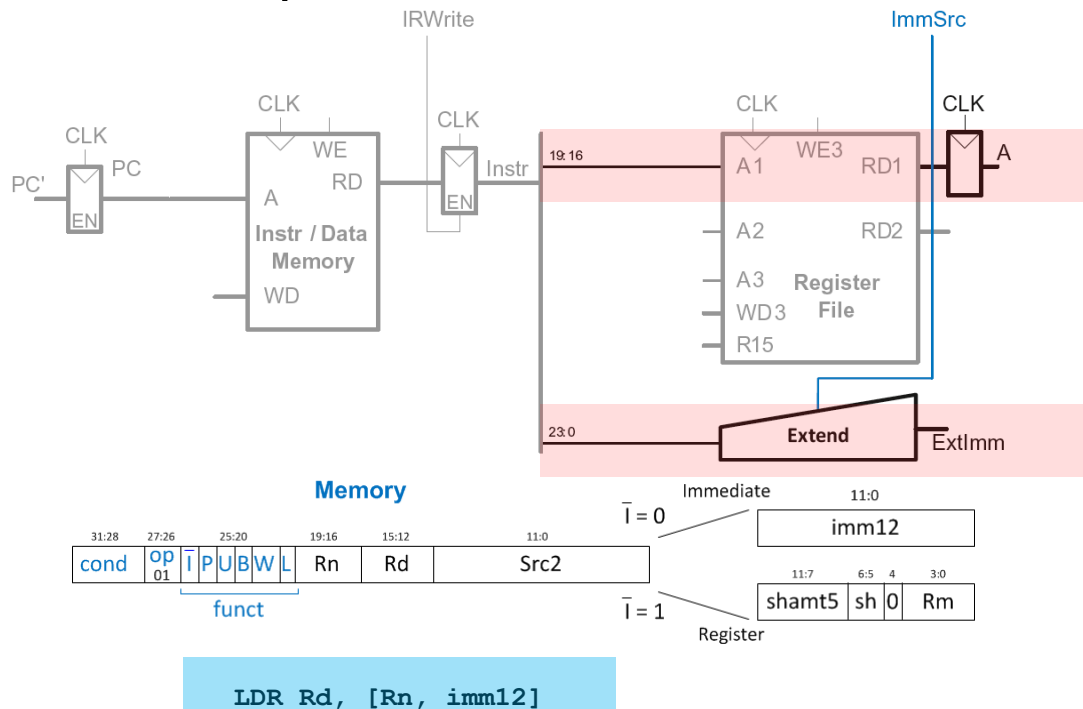 IRWrite ImmSrc
CLK CLK CLK
CLK CLK
PC' PC EN
WE
A RD
Instr / Data
Memory
WD
EN Instr
19:16 A1 WE3 RD1 A
A2 RD2
A3 Register
WD3 File
R15
23:0 Extend ExtImm
Memory
31:28 27:26 25:20 19:16 15:12 11:0
cond op 01 I̅ P U B W L Rn Rd Src2
funct
I̅ = 0 Immediate
11:0
imm12
I̅ = 1 Register
11:7 6:5 4 3:0
shamt5 sh 0 Rm
LDR Rd, [Rn, imm12]